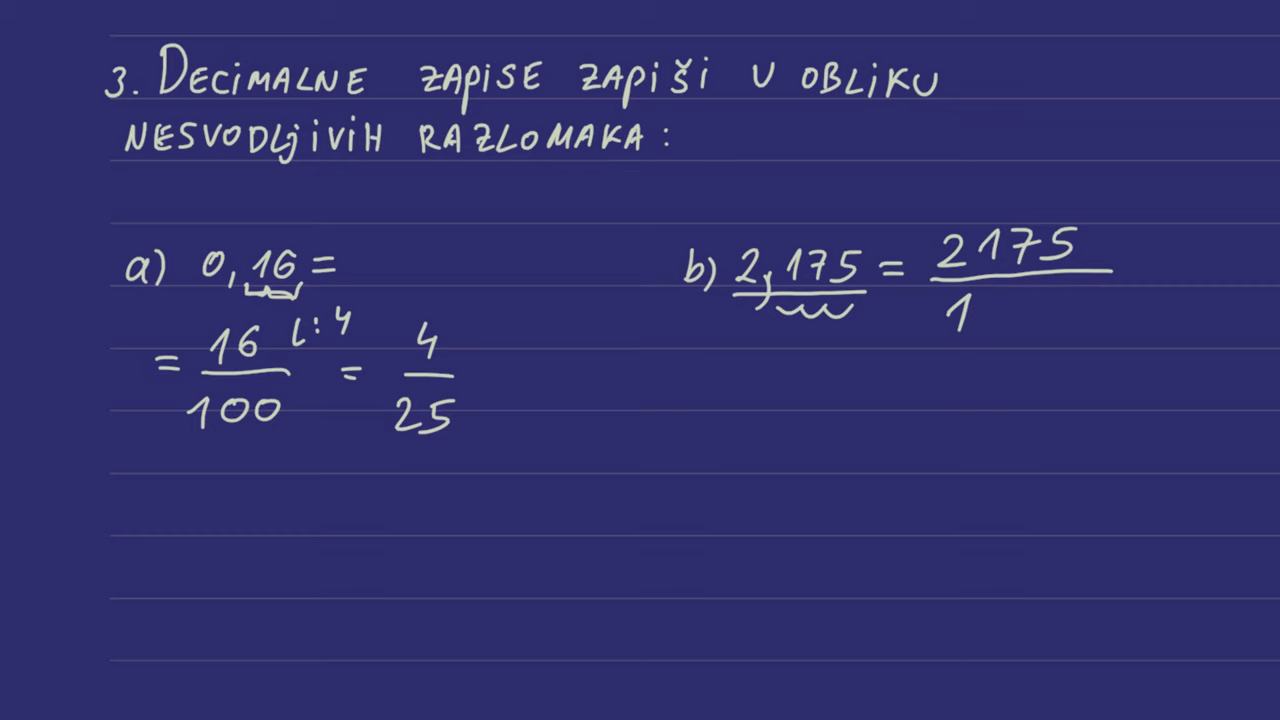 3. DECIMALNE ZAPISE ZAPIŠI U OBLIKU
NESVODLJIVIH RAZLOMAKA:
a) 0,16 =
= 16/100 |:4 = 4/25
b) 2,175 = 2175/1